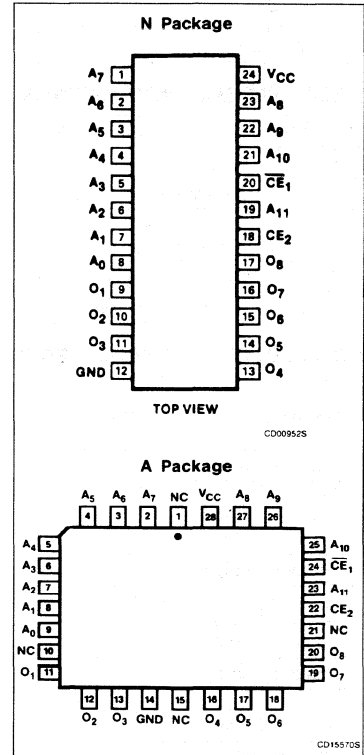 N Package
A7 1 24 VCC
A6 2 23 A8
A5 3 22 A9
A4 4 21 A10
A3 5 20 CE1
A2 6 19 A11
A1 7 18 CE2
A0 8 17 O8
O1 9 16 O7
O2 10 15 O6
O3 11 14 O5
GND 12 13 O4
TOP VIEW
CD00952S
A Package
A5 A6 A7 NC VCC A8 A9
4 3 2 1 28 27 26
A4 5 25 A10
A3 6 24 CE1
A2 7 23 A11
A1 8 22 CE2
A0 9 21 NC
NC 10 20 O8
O1 11 19 O7
12 13 14 15 16 17 18
O2 O3 GND NC O4 O5 O6
CD15570S